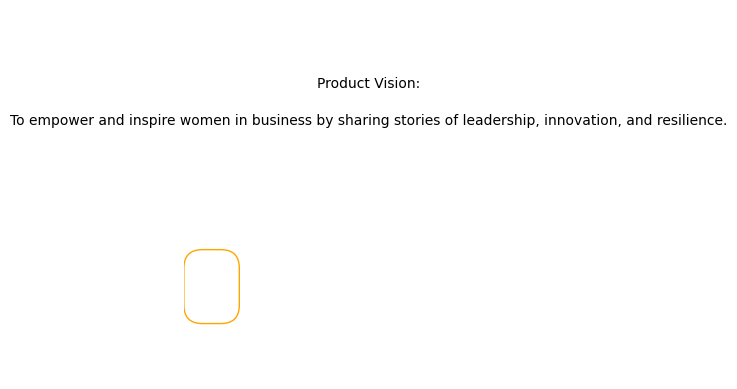 Product Vision:
To empower and inspire women in business by sharing stories of leadership, innovation, and resilience.